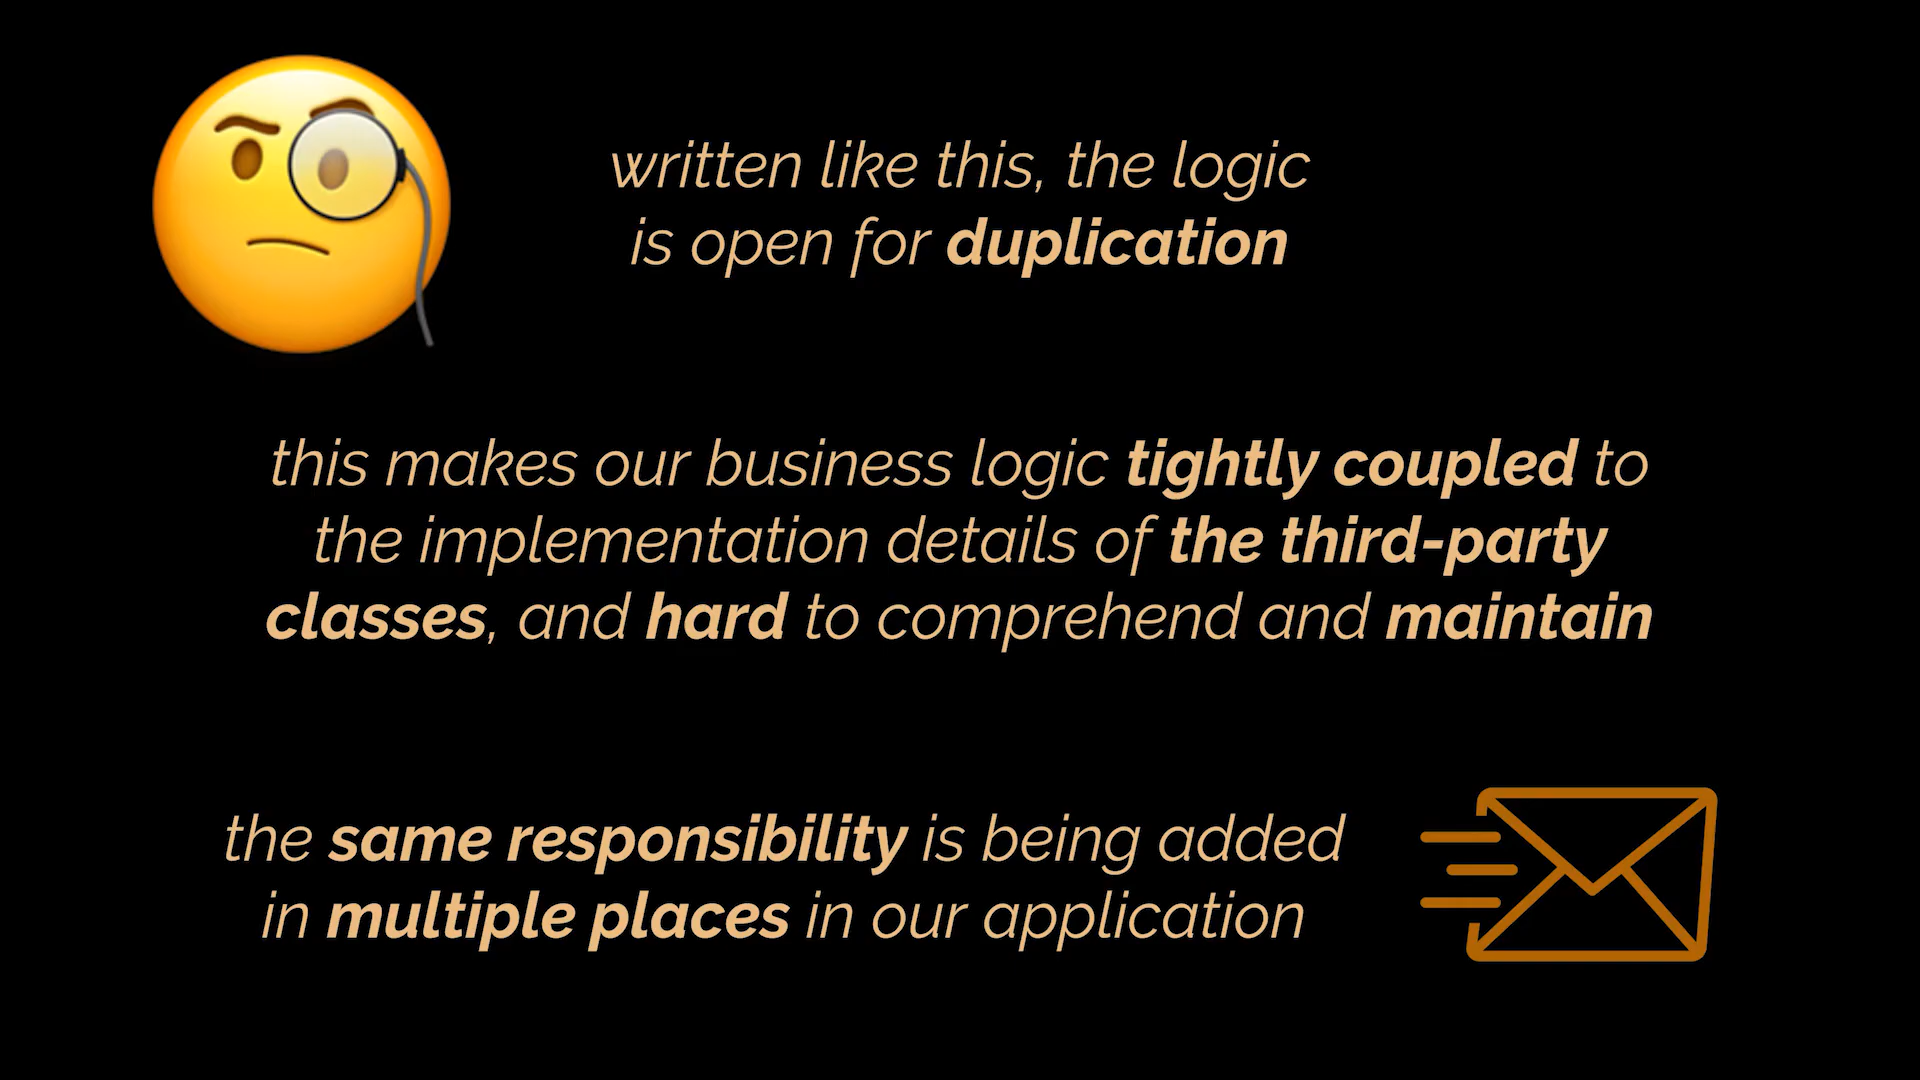 written like this, the logic
is open for duplication
this makes our business logic tightly coupled to
the implementation details of the third-party
classes, and hard to comprehend and maintain
the same responsibility is being added
in multiple places in our application